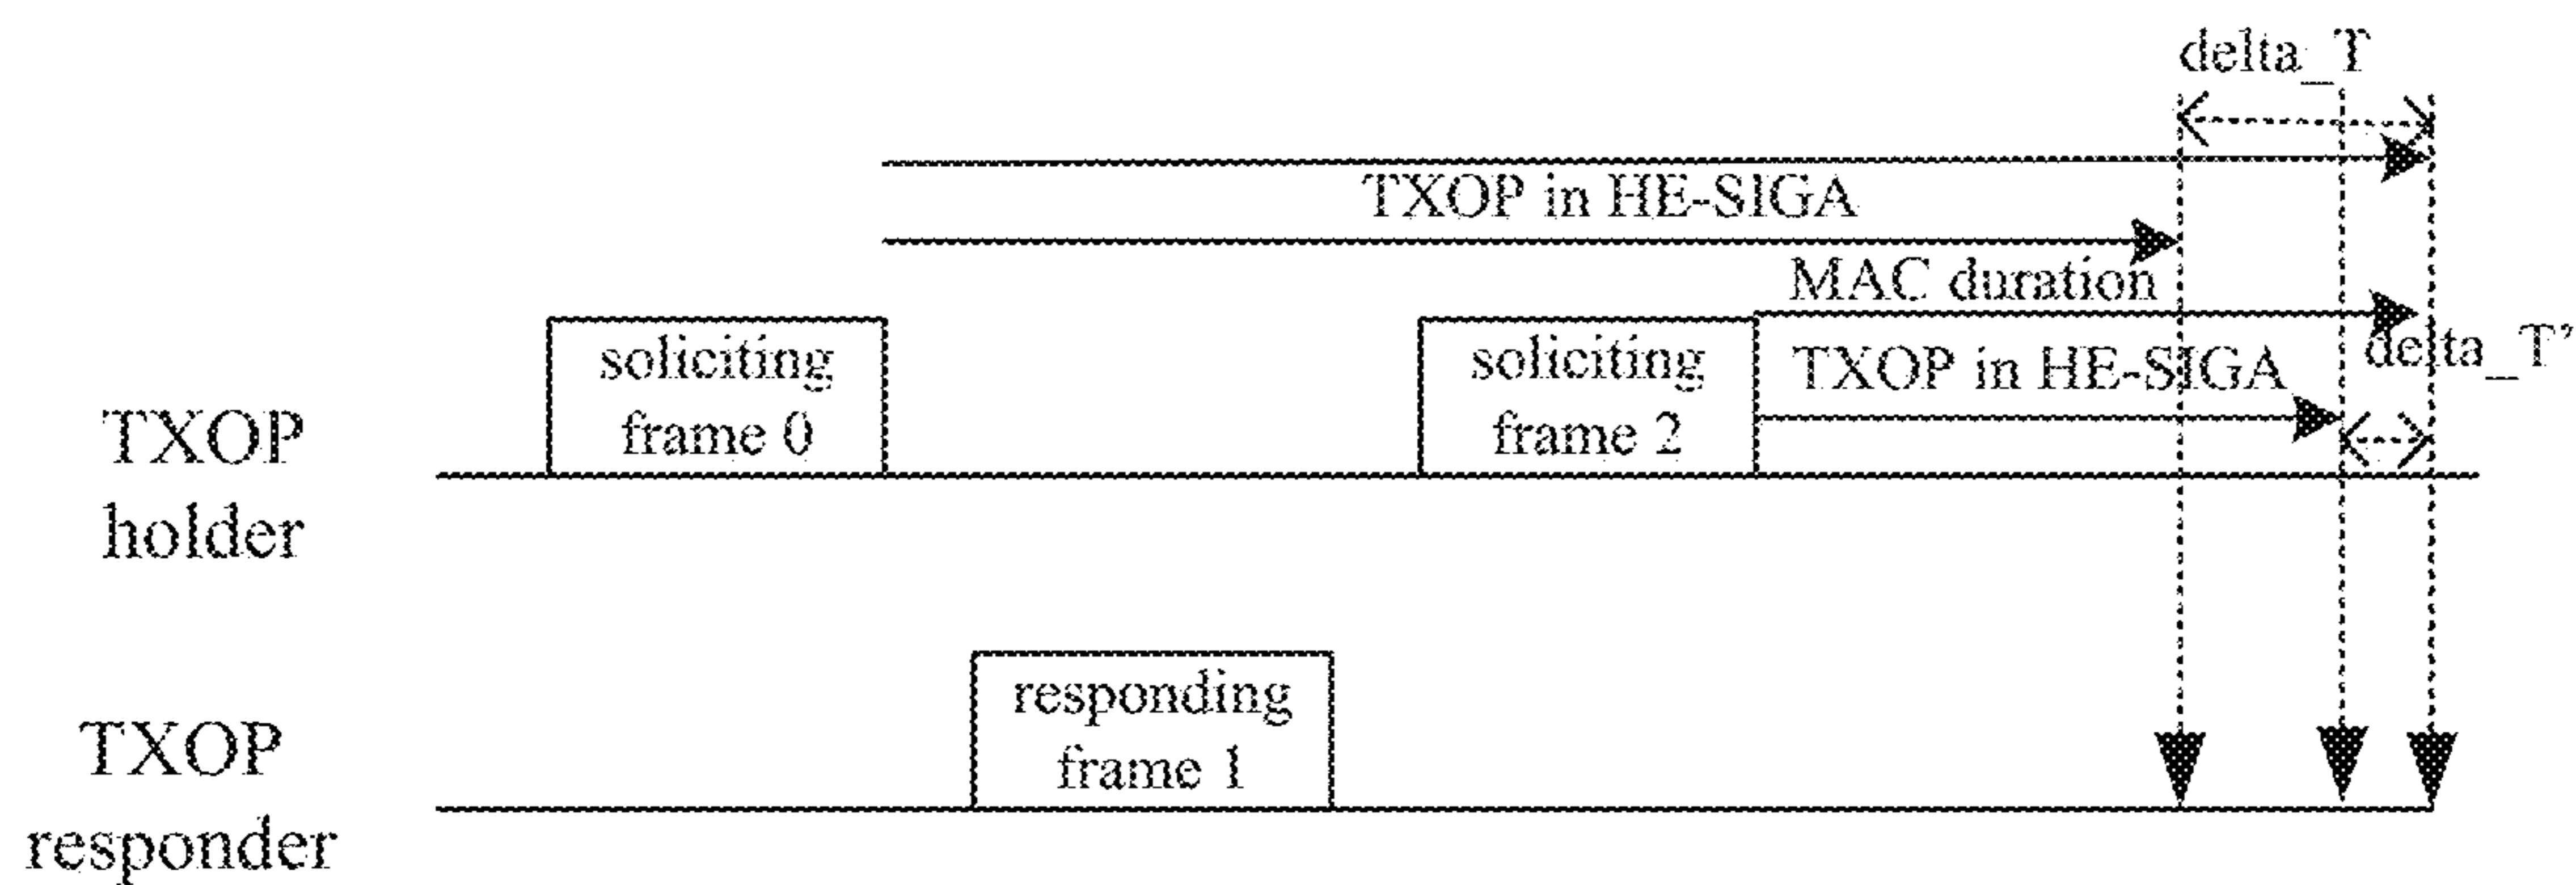 delta_T
TXOP in HE-SIGA
MAC duration
delta_T’
soliciting
frame 0
soliciting
frame 2
TXOP in HE-SIGA
TXOP
holder
responding
frame 1
TXOP
responder